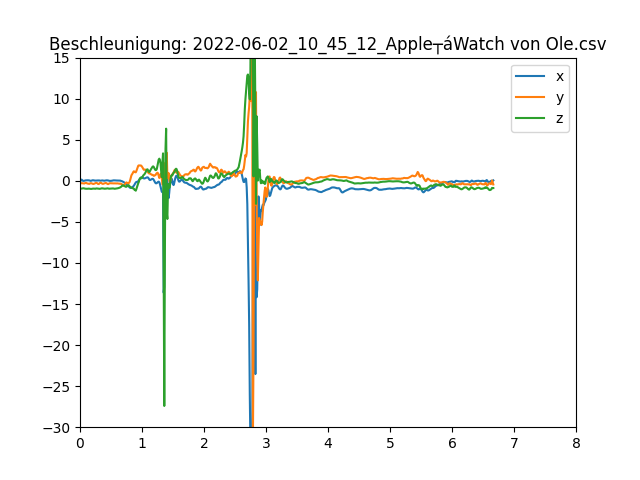 Beschleunigung: 2022-06-02_10_45_12_Apple┬áWatch von Ole.csv
15
10
5
0
−5
−10
−15
−20
−25
−30
0 1 2 3 4 5 6 7 8
x
y
z